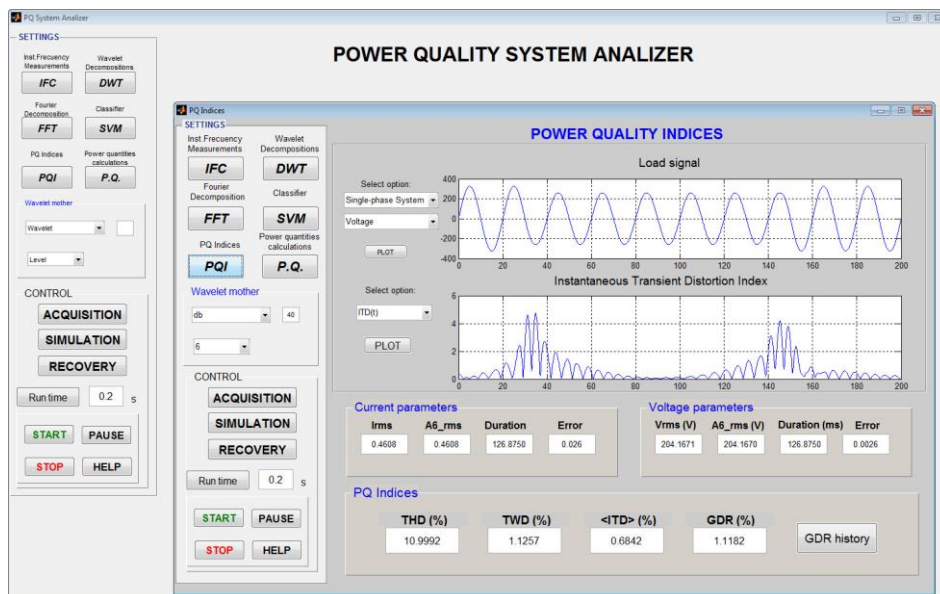 PQ System Analizer
SETTINGS
Inst.Frecuency Measurements
Wavelet Decompositions
IFC
DWT
Fourier Decomposition
Classifier
FFT
SVM
PQ Indices
Power quantities calculations
PQI
P.Q.
Wavelet mother
Wavelet
Level
CONTROL
ACQUISITION
SIMULATION
RECOVERY
Run time
0.2
s
START
PAUSE
STOP
HELP
POWER QUALITY SYSTEM ANALIZER
PQ Indices
SETTINGS
Inst.Frecuency Measurements
Wavelet Decompositions
IFC
DWT
Fourier Decomposition
Classifier
FFT
SVM
PQ Indices
Power quantities calculations
PQI
P.Q.
Wavelet mother
db
40
6
CONTROL
ACQUISITION
SIMULATION
RECOVERY
Run time
0.2
s
START
PAUSE
STOP
HELP
POWER QUALITY INDICES
Select option:
Single-phase System
Voltage
PLOT
Load signal
400
200
0
-200
-400
0 20 40 60 80 100 120 140 160 180 200
Select option:
ITD(t)
PLOT
Instantaneous Transient Distortion Index
6
4
2
0
0 20 40 60 80 100 120 140 160 180 200
Current parameters
Irms A6_rms Duration Error
0.4608 0.4608 126.8750 0.026
Voltage parameters
Vrms (V) A6_rms (V) Duration (ms) Error
204.1671 204.1670 126.8750 0.0026
PQ Indices
THD (%) TWD (%) <ITD> (%) GDR (%)
10.9992 1.1257 0.6842 1.1182
GDR history